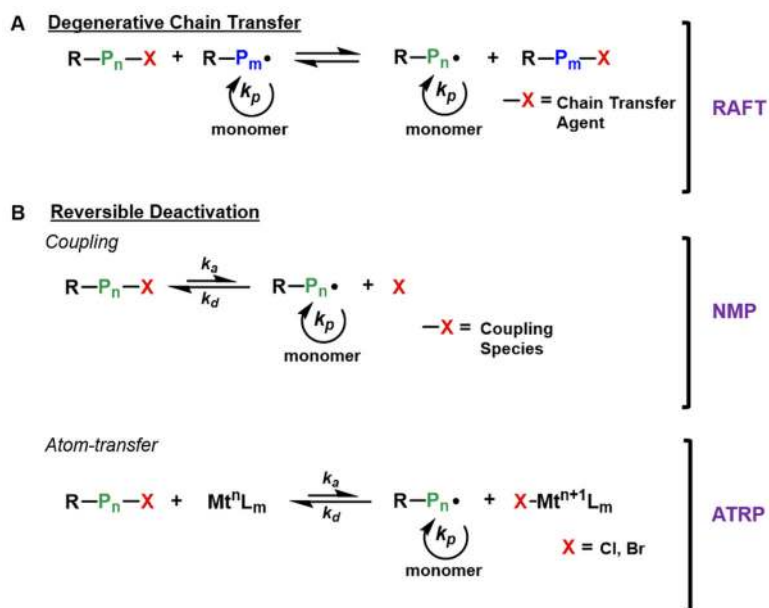 A Degenerative Chain Transfer
R—Pn—X + R—Pm• ⇌ R—Pn• + R—Pm—X
kp kp
monomer monomer
—X = Chain Transfer
Agent
RAFT
B Reversible Deactivation
Coupling
R—Pn—X ka kd R—Pn• + X
kp
monomer
—X = Coupling
Species
NMP
Atom-transfer
R—Pn—X + MtⁿLm ka kd R—Pn• + X-Mtⁿ⁺¹Lm
kp
monomer
X = Cl, Br
ATRP